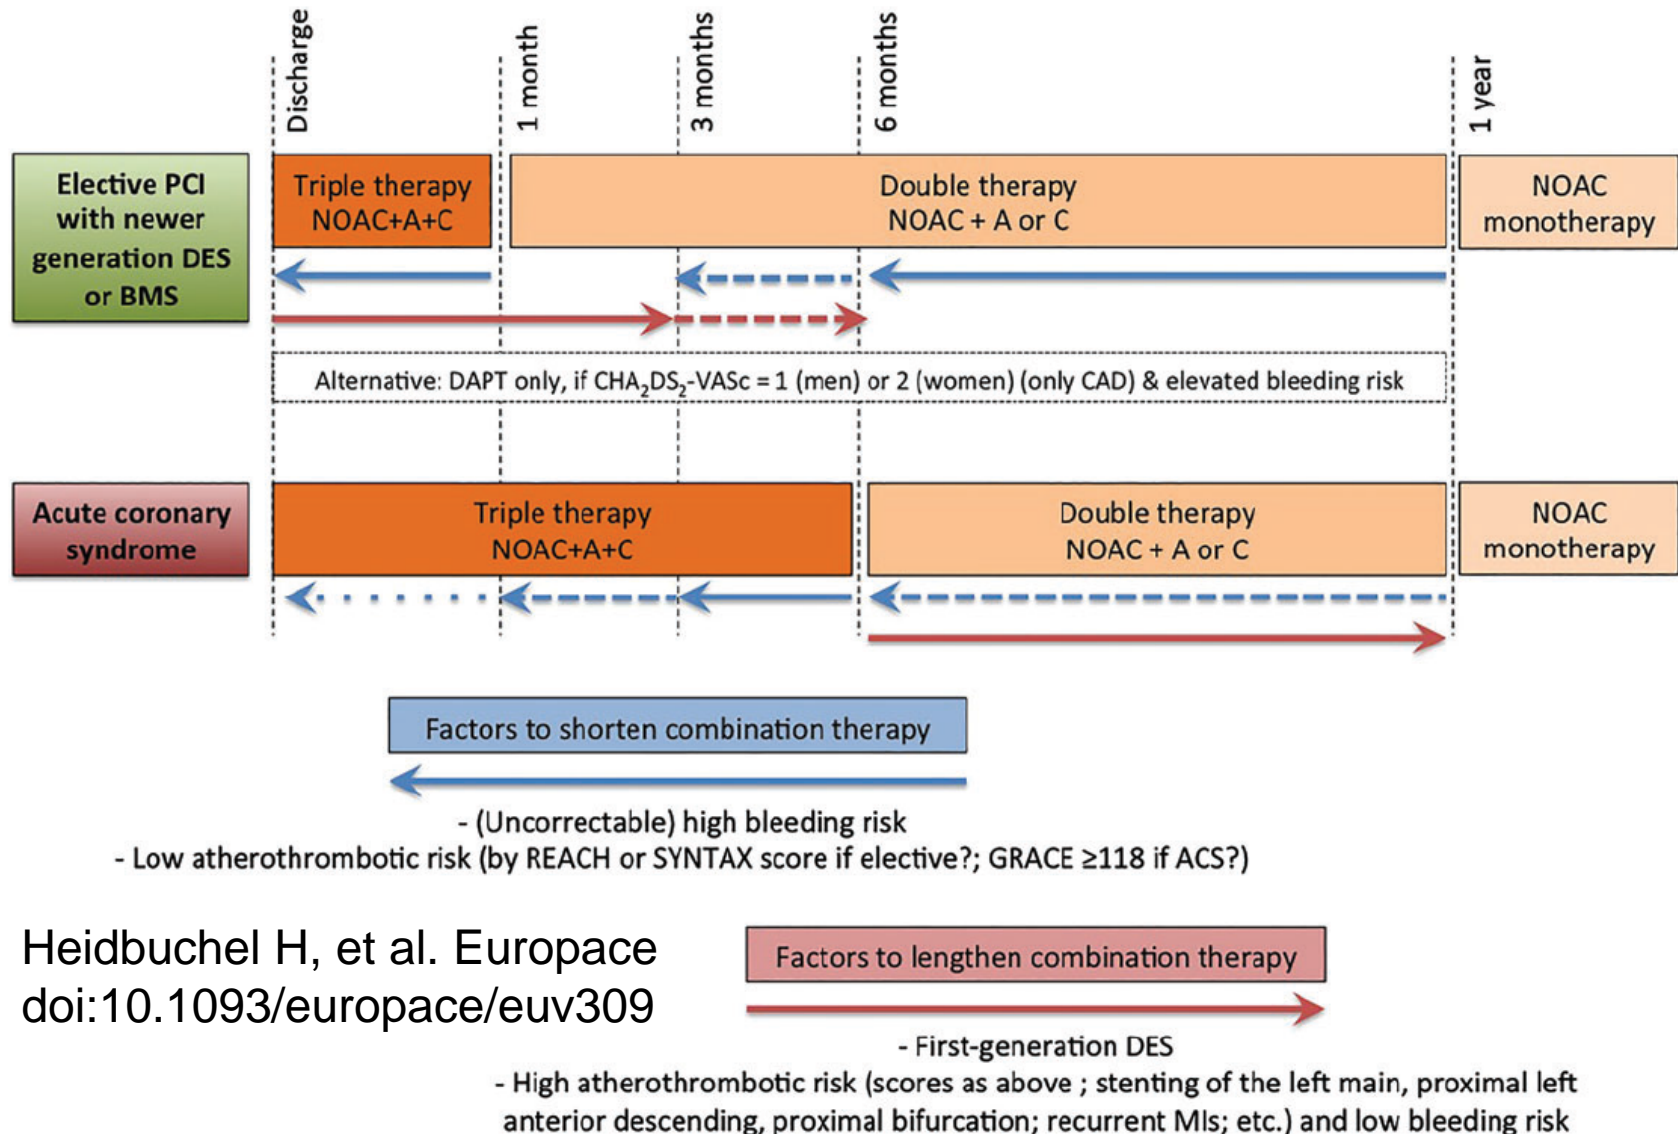 Discharge
1 month
3 months
6 months
1 year
Elective PCI
with newer
generation DES
or BMS
Triple therapy
NOAC+A+C
Double therapy
NOAC + A or C
NOAC
monotherapy
Alternative: DAPT only, if CHA₂DS₂-VASc = 1 (men) or 2 (women) (only CAD) & elevated bleeding risk
Acute coronary
syndrome
Triple therapy
NOAC+A+C
Double therapy
NOAC + A or C
NOAC
monotherapy
Factors to shorten combination therapy
- (Uncorrectable) high bleeding risk
- Low atherothrombotic risk (by REACH or SYNTAX score if elective?; GRACE ≥118 if ACS?)
Heidbuchel H, et al. Europace
doi:10.1093/europace/euv309
Factors to lengthen combination therapy
- First-generation DES
- High atherothrombotic risk (scores as above ; stenting of the left main, proximal left
anterior descending, proximal bifurcation; recurrent MIs; etc.) and low bleeding risk